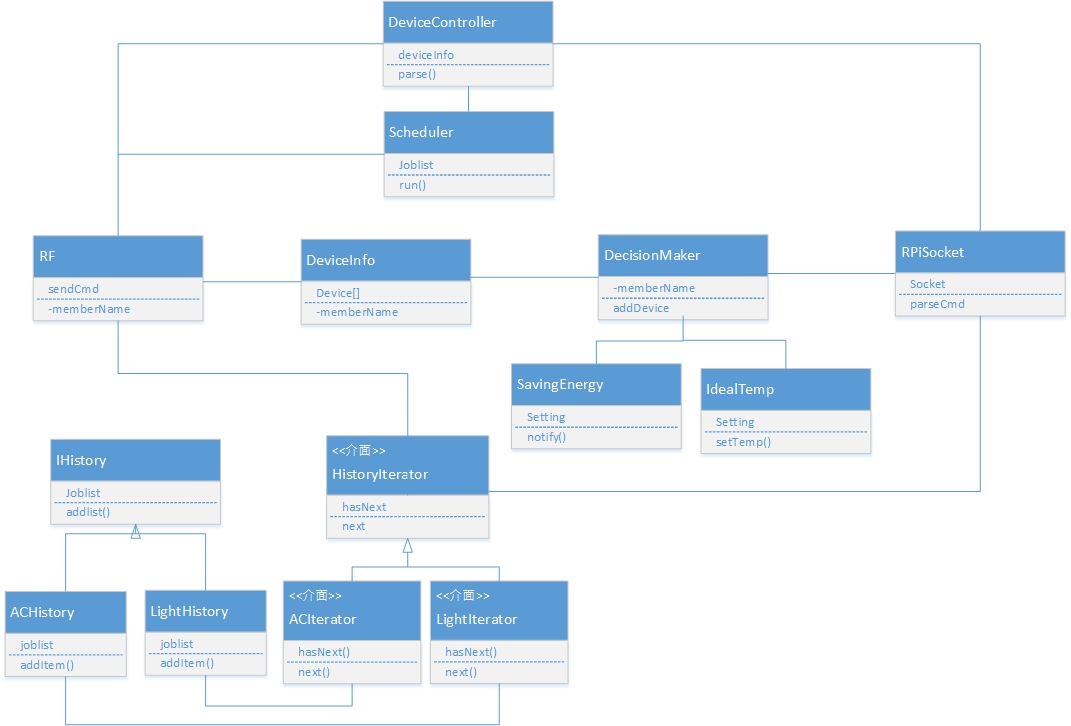 DeviceController
deviceInfo
parse()
Scheduler
Joblist
run()
RF
sendCmd
-memberName
DeviceInfo
Device[]
-memberName
DecisionMaker
-memberName
addDevice
RPiSocket
Socket
parseCmd
SavingEnergy
Setting
notify()
IdealTemp
Setting
setTemp()
IHistory
Joblist
addlist()
<<介面>>
HistoryIterator
hasNext
next
ACHistory
joblist
addItem()
LightHistory
joblist
addItem()
<<介面>>
ACIterator
hasNext()
next()
<<介面>>
LightIterator
hasNext()
next()